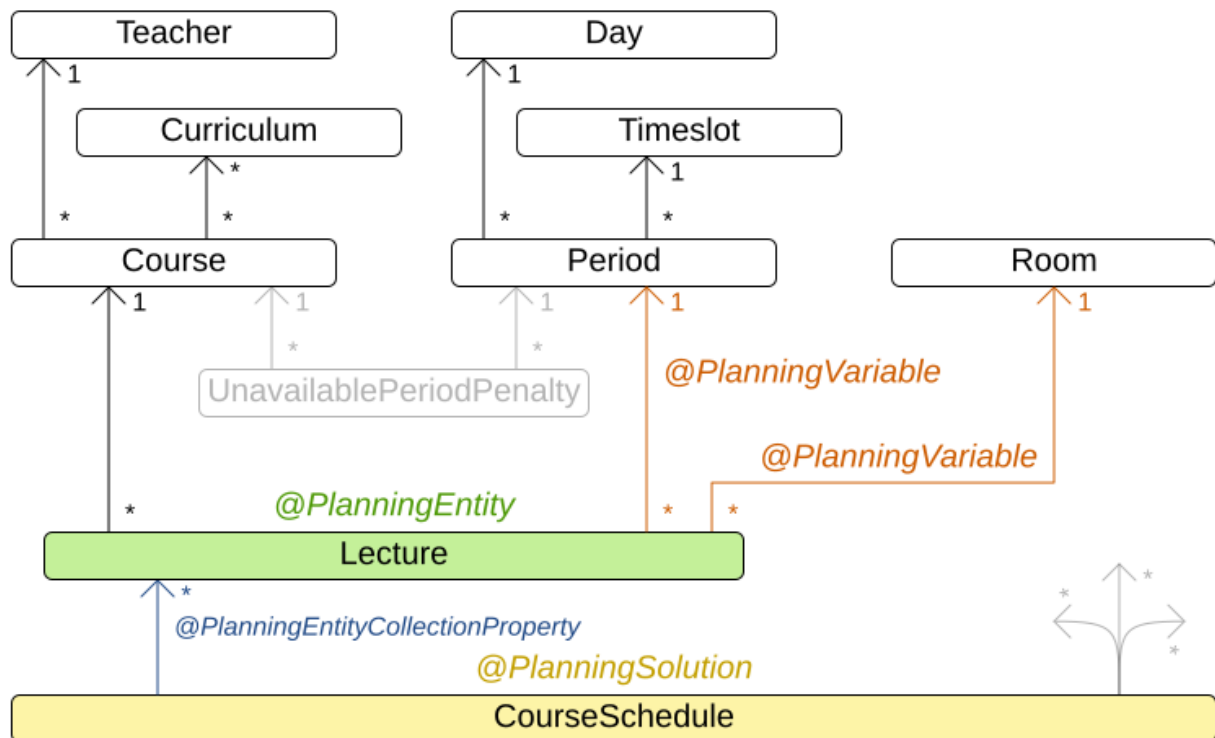 Teacher
Day
1
1
Curriculum
Timeslot
*
1
*
*
*
*
Course
Period
Room
1
1
1
1
1
*
*
@PlanningVariable
UnavailablePeriodPenalty
@PlanningVariable
@PlanningEntity
*
*
*
Lecture
*
*
*
*
@PlanningEntityCollectionProperty
@PlanningSolution
CourseSchedule